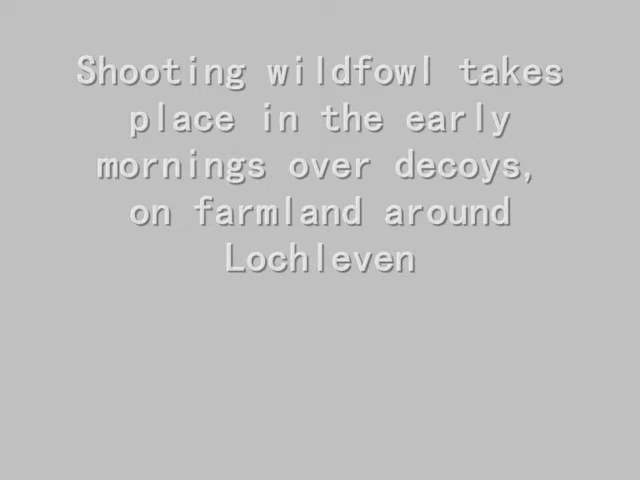 Shooting wildfowl takes
place in the early
mornings over decoys,
on farmland around
Lochleven